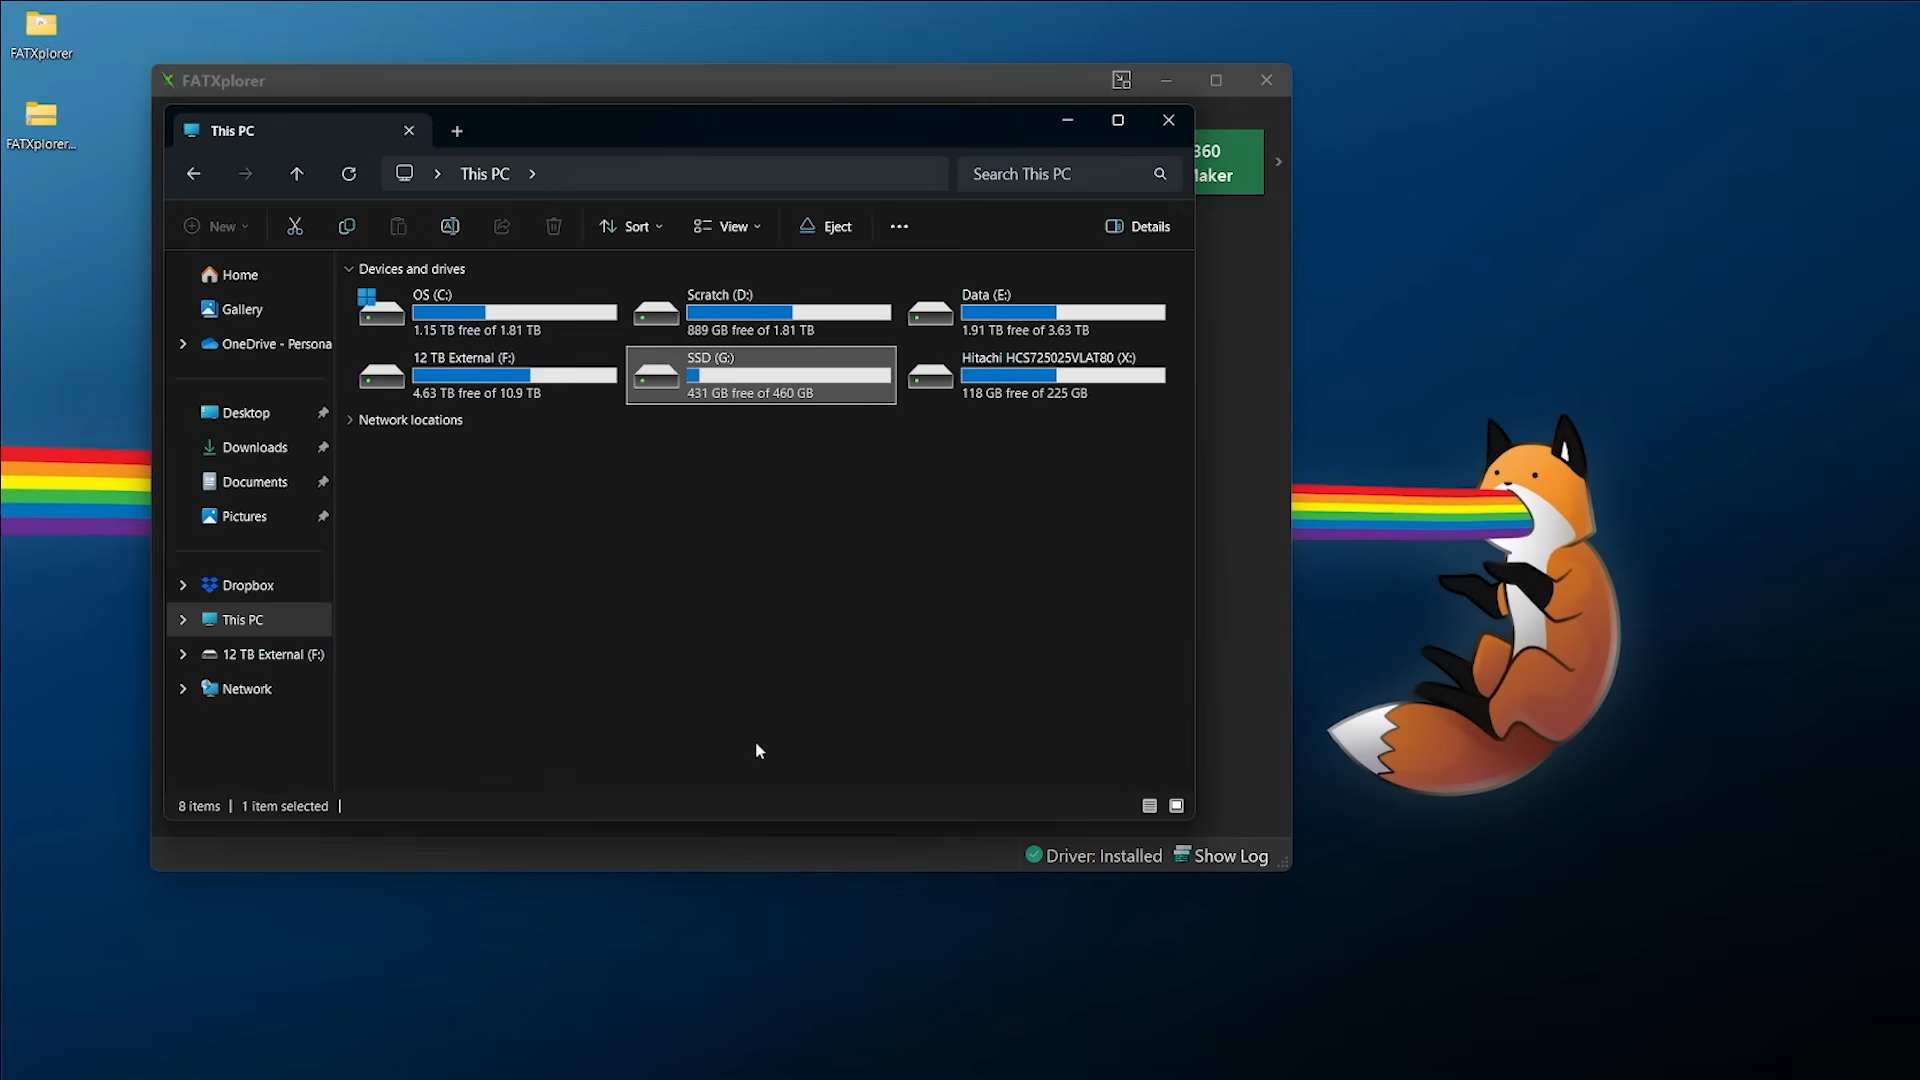 FATXplorer
FATXplorer...
FATXplorer
360
Maker
This PC
This PC
Search This PC
New
Sort
View
Eject
Details
Home
Gallery
OneDrive - Persona
Desktop
Downloads
Documents
Pictures
Dropbox
This PC
12 TB External (F:)
Network
Devices and drives
OS (C:)
1.15 TB free of 1.81 TB
Scratch (D:)
889 GB free of 1.81 TB
Data (E:)
1.91 TB free of 3.63 TB
12 TB External (F:)
4.63 TB free of 10.9 TB
SSD (G:)
431 GB free of 460 GB
Hitachi HCS725025VLAT80 (X:)
118 GB free of 225 GB
Network locations
8 items
1 item selected
Driver: Installed
Show Log